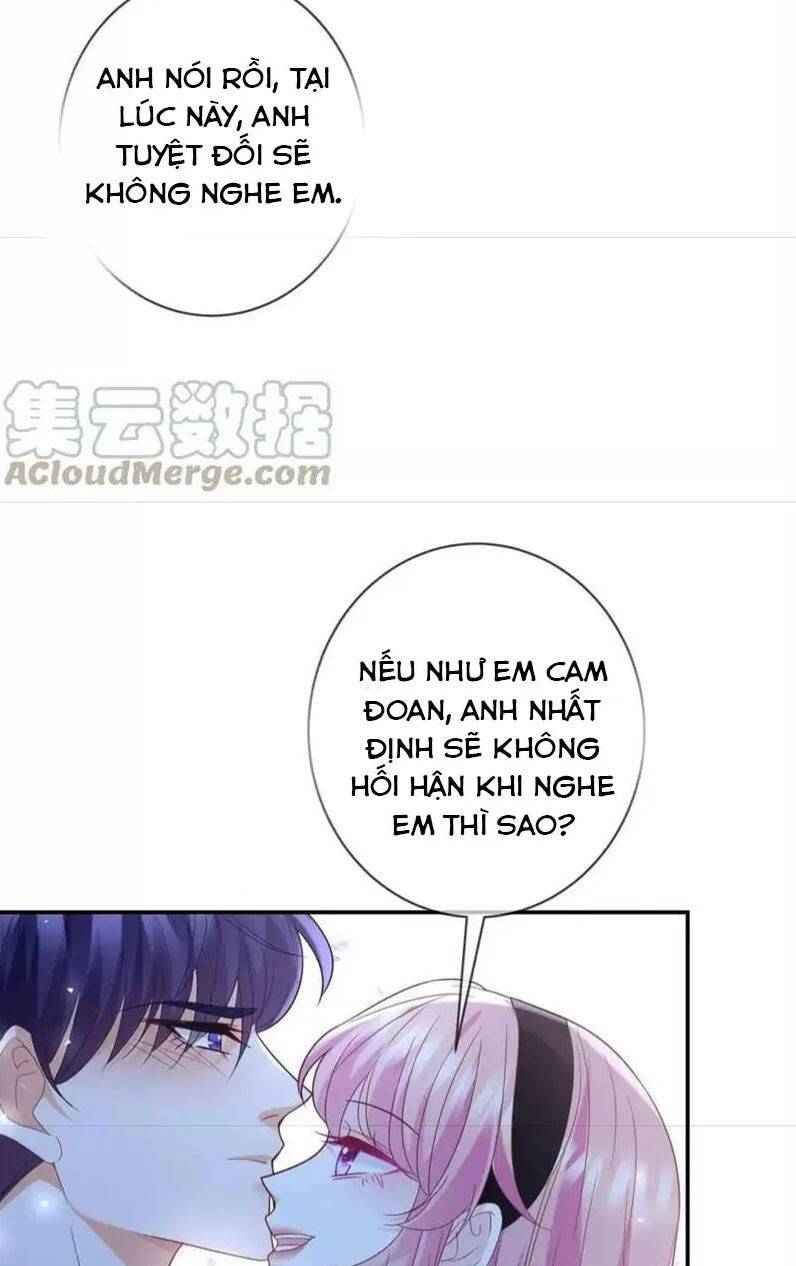 ANH NÓI RỒI, TẠI
LÚC NÀY, ANH
TUYỆT ĐỐI SẼ
KHÔNG NGHE EM.
集云数据
ACloudMerge.com
NẾU NHƯ EM CAM
ĐOAN, ANH NHẤT
ĐỊNH SẼ KHÔNG
HỐI HẬN KHI NGHE
EM THÌ SAO?